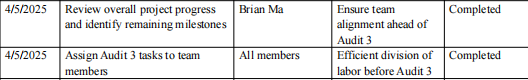 4/5/2025 Review overall project progress Brian Ma Ensure team Completed
and identify remaining milestones alignment ahead of
Audit 3
4/5/2025 Assign Audit 3 tasks to team All members Efficient division of Completed
members labor before Audit 3